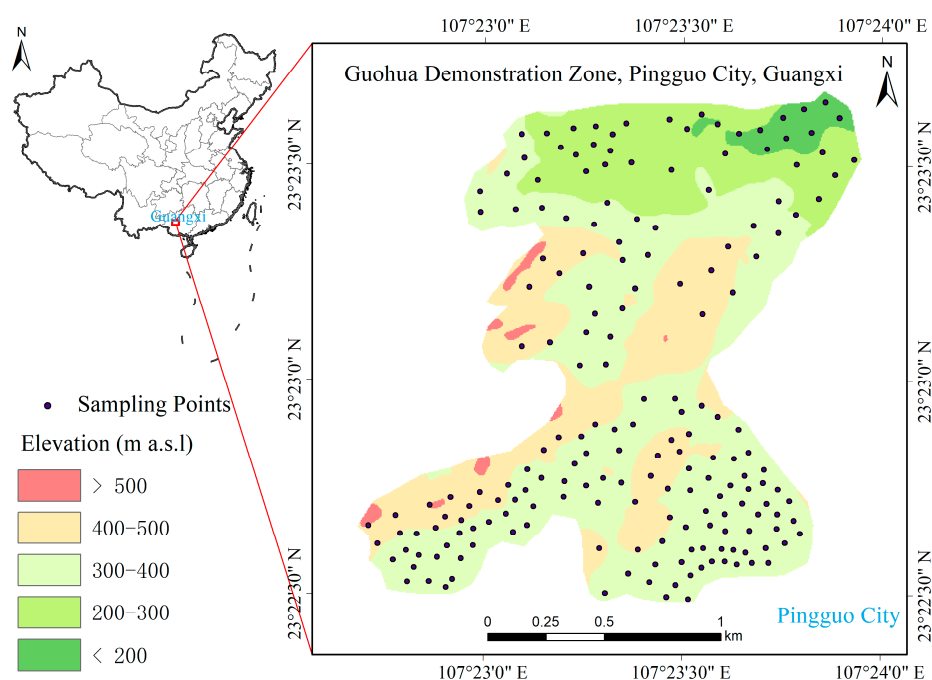 107°23'0" E
107°23'30" E
107°24'0" E
N
Guohua Demonstration Zone, Pingguo City, Guangxi
N
23°23'30" N
23°23'30" N
Guangxi
23°23'0" N
23°23'0" N
Sampling Points
Elevation (m a.s.l)
> 500
400-500
300-400
200-300
< 200
23°22'30" N
23°22'30" N
Pingguo City
0
0.25
0.5
1
km
107°23'0" E
107°23'30" E
107°24'0" E